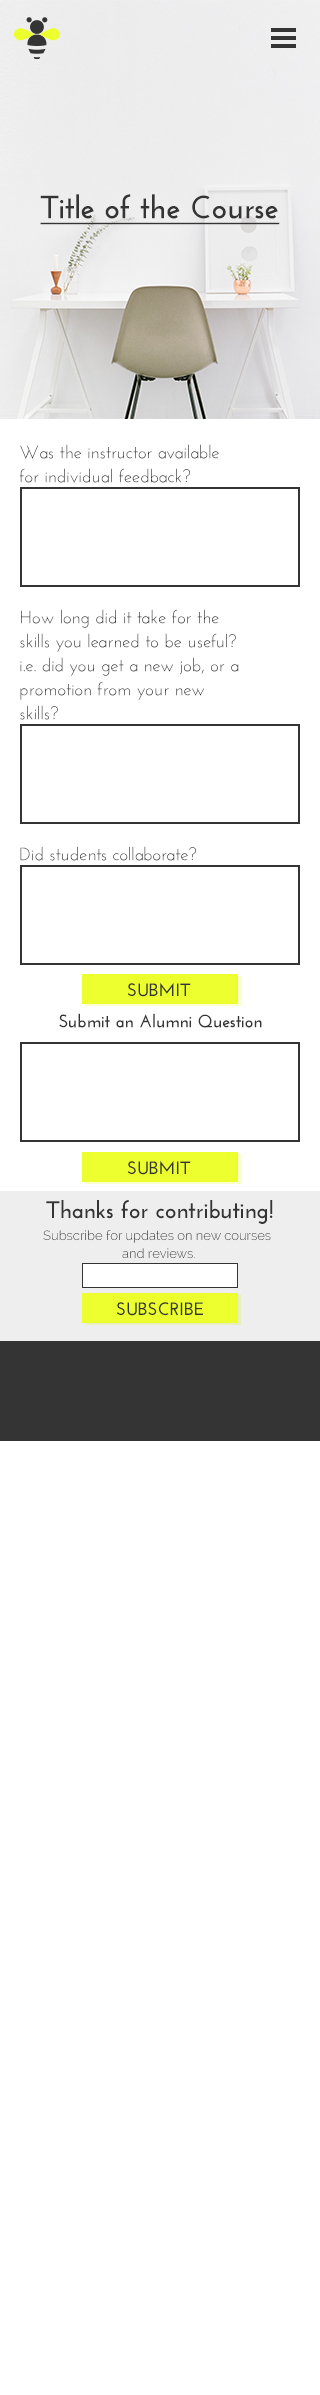 Title of the Course
Was the instructor available
for individual feedback?
How long did it take for the
skills you learned to be useful?
i.e. did you get a new job, or a
promotion from your new
skills?
Did students collaborate?
SUBMIT
Submit an Alumni Question
SUBMIT
Thanks for contributing!
Subscribe for updates on new courses
and reviews.
SUBSCRIBE